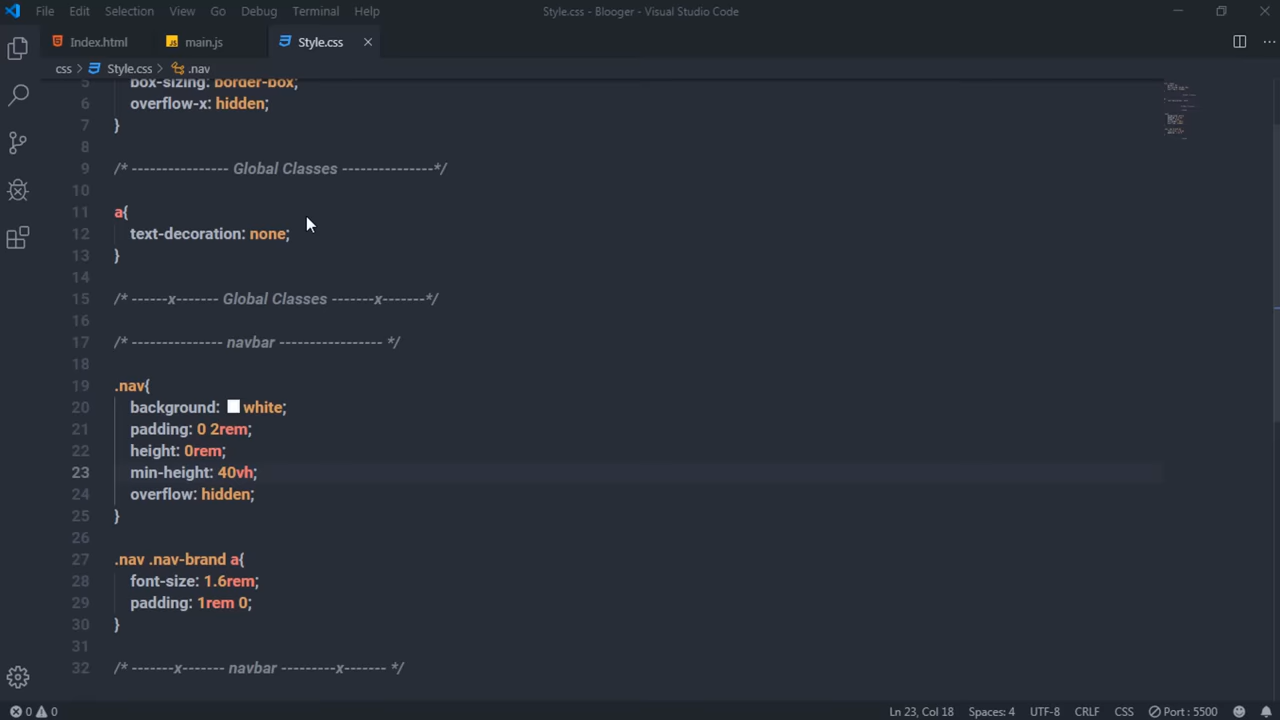 File Edit Selection View Go Debug Terminal Help Style.css - Blooger - Visual Studio Code
Index.html main.js Style.css
css > Style.css > .nav
5 box-sizing: border-box;
6 overflow-x: hidden;
7 }
8
9 /* --------------- Global Classes --------------*/
10
11 a{
12 text-decoration: none;
13 }
14
15 /* ------x------- Global Classes -------x-------*/
16
17 /* --------------- navbar ----------------- */
18
19 .nav{
20 background: white;
21 padding: 0 2rem;
22 height: 0rem;
23 min-height: 40vh;
24 overflow: hidden;
25 }
26
27 .nav .nav-brand a{
28 font-size: 1.6rem;
29 padding: 1rem 0;
30 }
31
32 /* -------x------- navbar ---------x------- */
0 0 Ln 23, Col 18 Spaces: 4 UTF-8 CRLF CSS Port : 5500